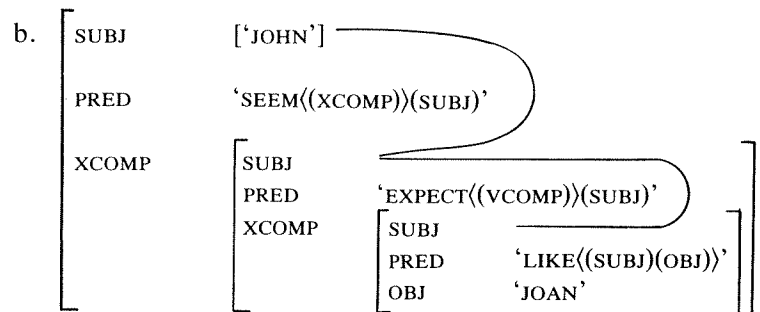 b. SUBJ ['JOHN']
PRED 'SEEM⟨(XCOMP)⟩(SUBJ)'
XCOMP SUBJ
PRED 'EXPECT⟨(VCOMP)⟩(SUBJ)'
XCOMP SUBJ
PRED 'LIKE⟨(SUBJ)(OBJ)⟩'
OBJ 'JOAN'